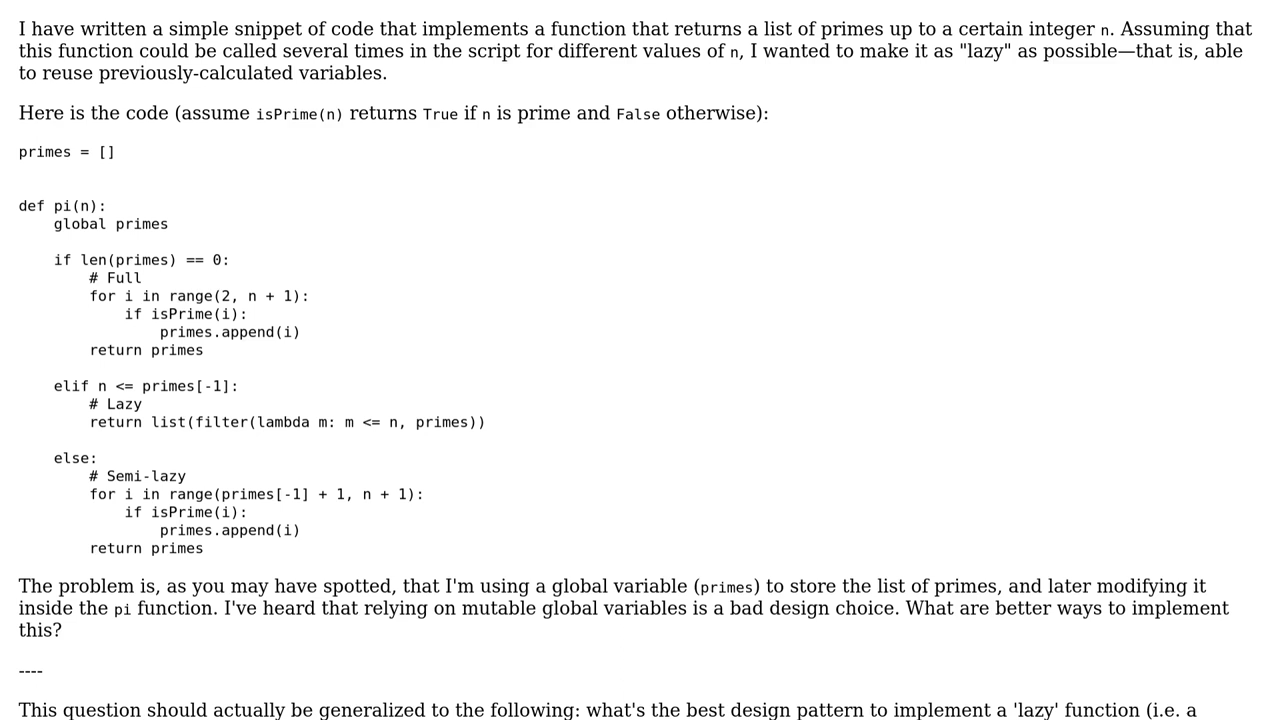 I have written a simple snippet of code that implements a function that returns a list of primes up to a certain integer n. Assuming that
this function could be called several times in the script for different values of n, I wanted to make it as "lazy" as possible—that is, able
to reuse previously-calculated variables.

Here is the code (assume isPrime(n) returns True if n is prime and False otherwise):

primes = []


def pi(n):
    global primes

    if len(primes) == 0:
        # Full
        for i in range(2, n + 1):
            if isPrime(i):
                primes.append(i)
        return primes

    elif n <= primes[-1]:
        # Lazy
        return list(filter(lambda m: m <= n, primes))

    else:
        # Semi-lazy
        for i in range(primes[-1] + 1, n + 1):
            if isPrime(i):
                primes.append(i)
        return primes

The problem is, as you may have spotted, that I'm using a global variable (primes) to store the list of primes, and later modifying it
inside the pi function. I've heard that relying on mutable global variables is a bad design choice. What are better ways to implement
this?

----

This question should actually be generalized to the following: what's the best design pattern to implement a 'lazy' function (i.e. a